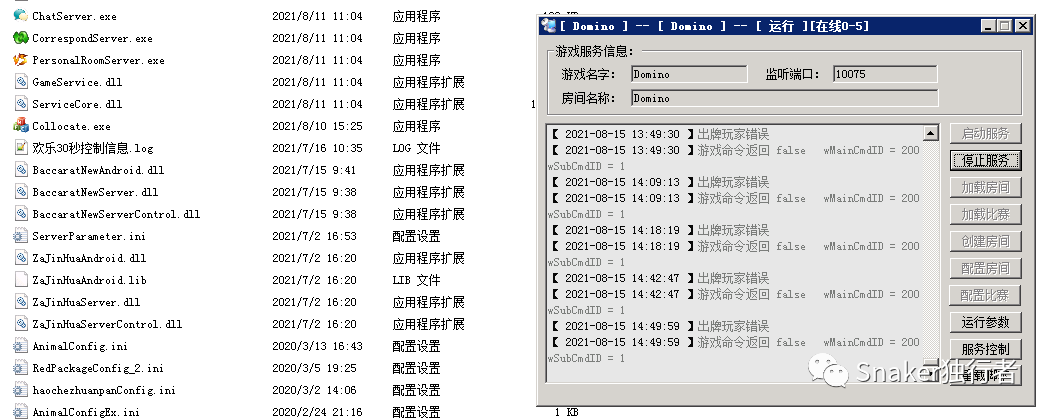 ChatServer.exe 2021/8/11 11:04 应用程序
CorrespondServer.exe 2021/8/11 11:04 应用程序
PersonalRoomServer.exe 2021/8/11 11:04 应用程序
GameService.dll 2021/8/11 11:04 应用程序扩展
ServiceCore.dll 2021/8/11 11:04 应用程序扩展 1
Collocate.exe 2021/8/10 15:25 应用程序
欢乐30秒控制信息.log 2021/7/16 10:35 LOG 文件
BaccaratNewAndroid.dll 2021/7/15 9:41 应用程序扩展
BaccaratNewServer.dll 2021/7/15 9:38 应用程序扩展
BaccaratNewServerControl.dll 2021/7/15 9:38 应用程序扩展
ServerParameter.ini 2021/7/2 16:53 配置设置
ZaJinHuaAndroid.dll 2021/7/2 16:20 应用程序扩展
ZaJinHuaAndroid.lib 2021/7/2 16:20 LIB 文件
ZaJinHuaServer.dll 2021/7/2 16:20 应用程序扩展
ZaJinHuaServerControl.dll 2021/7/2 16:20 应用程序扩展
AnimalConfig.ini 2020/3/13 16:43 配置设置
RedPackageConfig_2.ini 2020/3/5 19:25 配置设置
haochezhuanpanConfig.ini 2020/3/2 14:06 配置设置
AnimalConfigEx.ini 2020/2/24 21:16 配置设置 1 KB
[ Domino ] -- [ Domino ] -- [ 运行 ][在线0-5]
游戏服务信息:
游戏名字: Domino 监听端口: 10075
房间名称: Domino
【 2021-08-15 13:49:30 】出牌玩家错误
【 2021-08-15 13:49:30 】游戏命令返回 false wMainCmdID = 200
wSubCmdID = 1
【 2021-08-15 14:09:13 】出牌玩家错误
【 2021-08-15 14:09:13 】游戏命令返回 false wMainCmdID = 200
wSubCmdID = 1
【 2021-08-15 14:18:19 】出牌玩家错误
【 2021-08-15 14:18:19 】游戏命令返回 false wMainCmdID = 200
wSubCmdID = 1
【 2021-08-15 14:42:47 】出牌玩家错误
【 2021-08-15 14:42:47 】游戏命令返回 false wMainCmdID = 200
wSubCmdID = 1
【 2021-08-15 14:49:59 】出牌玩家错误
【 2021-08-15 14:49:59 】游戏命令返回 false wMainCmdID = 200
wSubCmdID = 1
启动服务
停止服务
加载房间
加载比赛
创建房间
配置房间
配置比赛
运行参数
服务控制
Snaker独行者